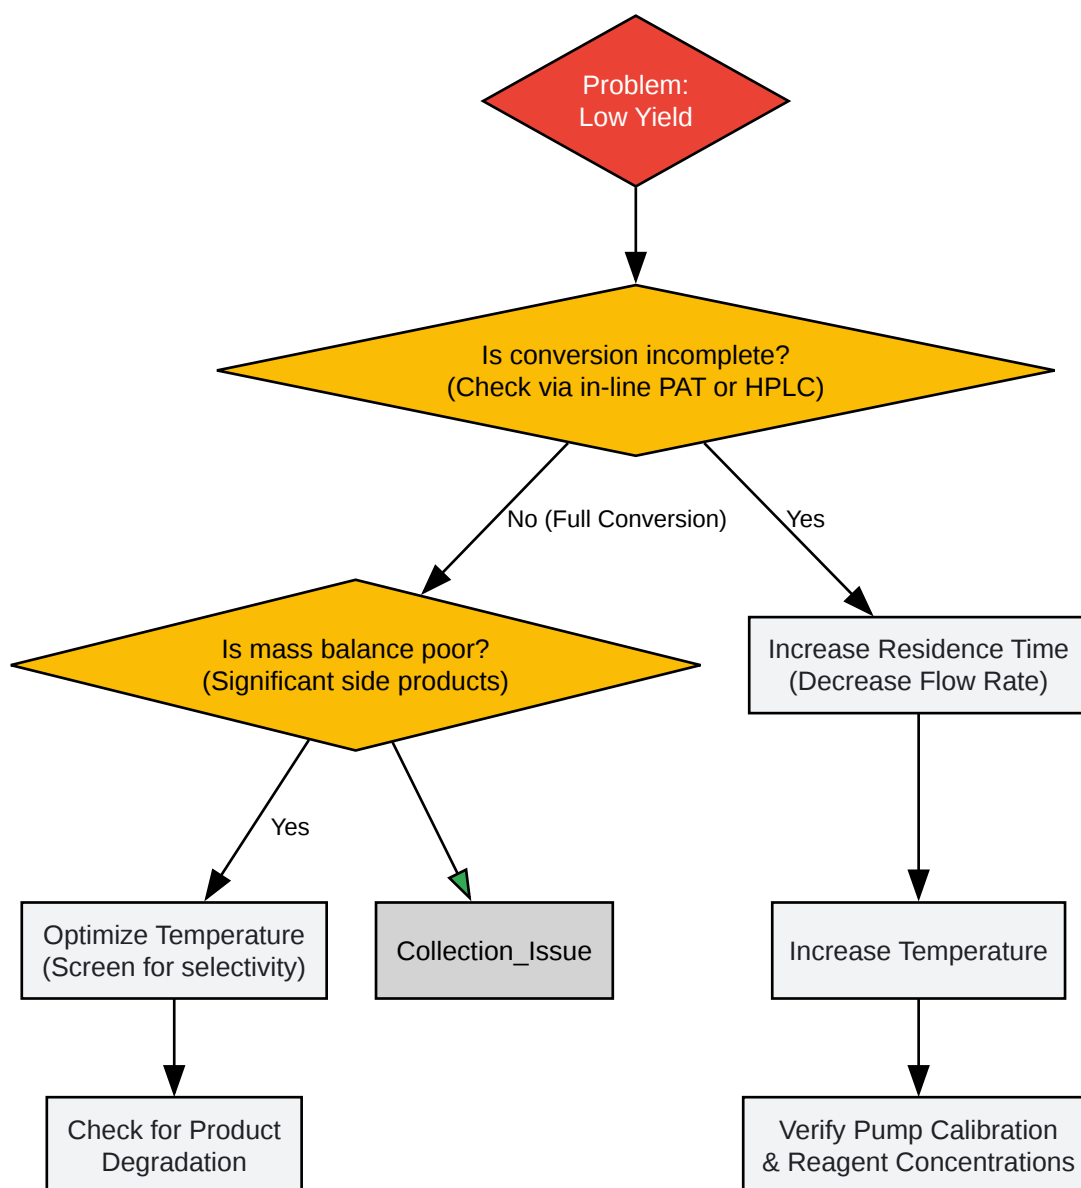 Problem:
Low Yield
Is conversion incomplete?
(Check via in-line PAT or HPLC)
No (Full Conversion)
Yes
Is mass balance poor?
(Significant side products)
Increase Residence Time
(Decrease Flow Rate)
Yes
Optimize Temperature
(Screen for selectivity)
Collection_Issue
Increase Temperature
Check for Product
Degradation
Verify Pump Calibration
& Reagent Concentrations